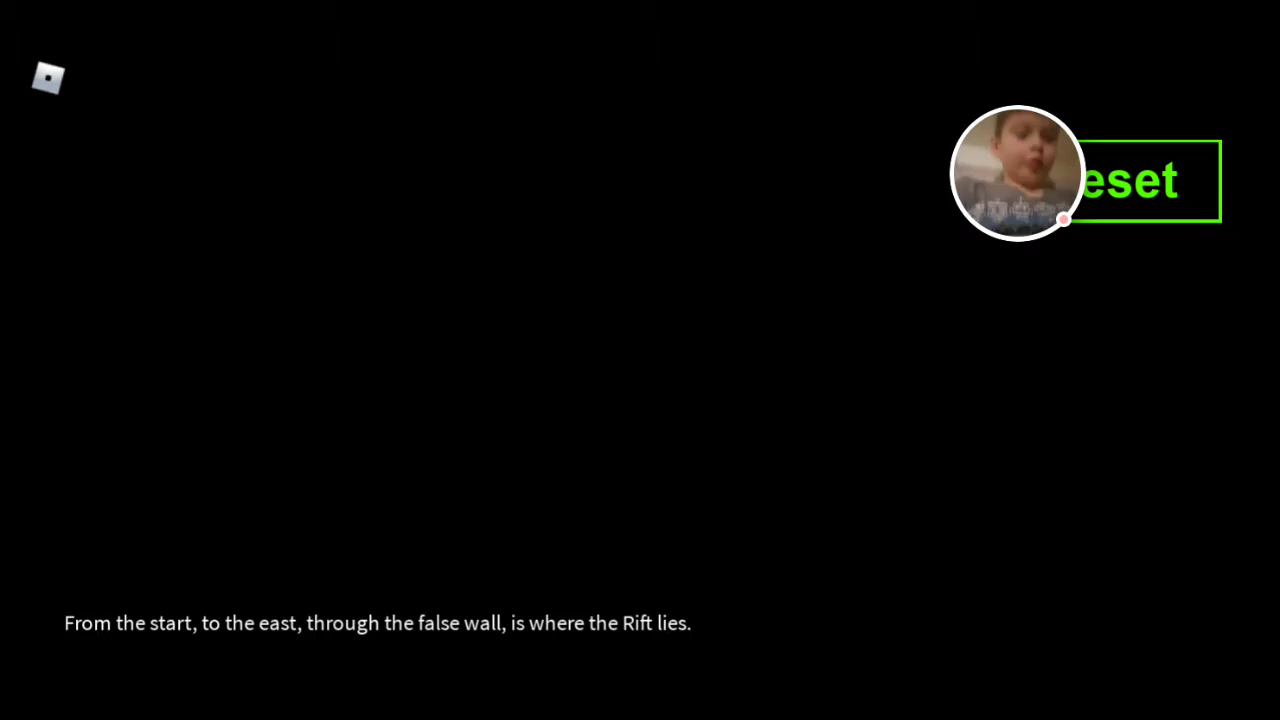 eset
From the start, to the east, through the false wall, is where the Rift lies.